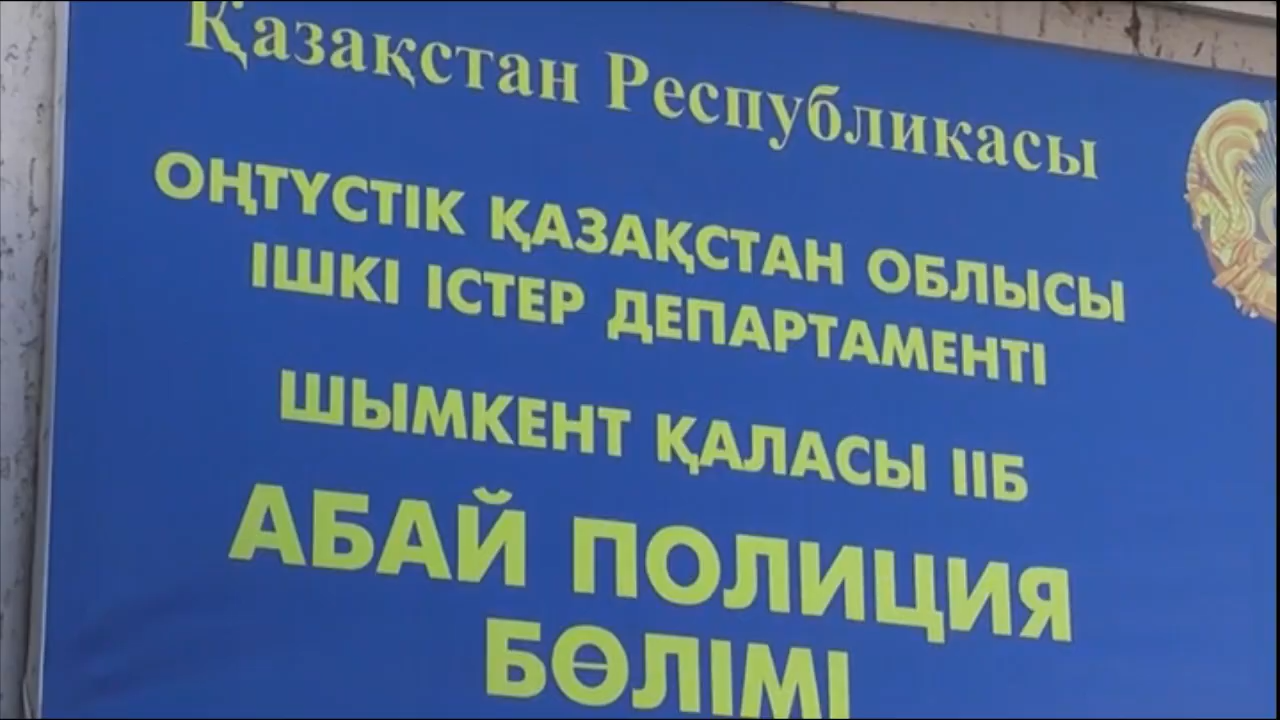 Қазақстан Республикасы
ОҢТҮСТІК ҚАЗАҚСТАН ОБЛЫСЫ
ІШКІ ІСТЕР ДЕПАРТАМЕНТІ
ШЫМКЕНТ ҚАЛАСЫ ІІБ
АБАЙ ПОЛИЦИЯ
БӨЛІМІ